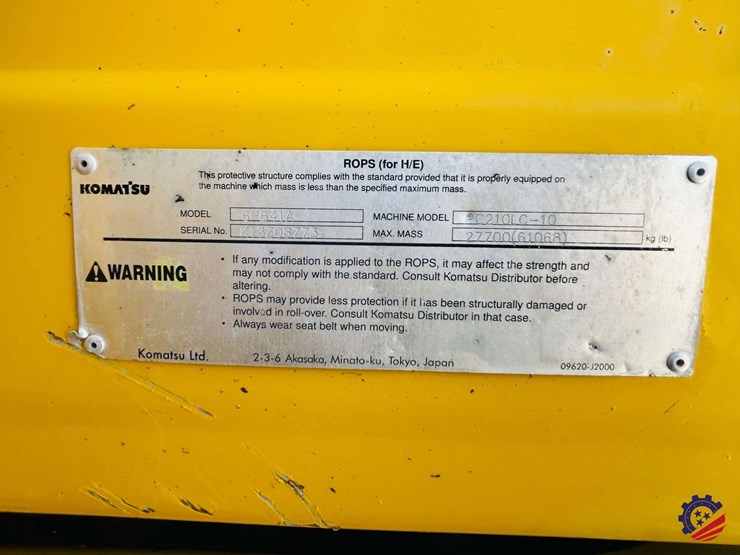 ROPS (for H/E)
This protective structure complies with the standard provided that it is properly equipped on
the machine which mass is less than the specified maximum mass.
KOMATSU
MODEL
MACHINE MODEL PC210LC-10
SERIAL No.
MAX. MASS 27700(61068) kg (lb)
WARNING
• If any modification is applied to the ROPS, it may affect the strength and
may not comply with the standard. Consult Komatsu Distributor before
altering.
• ROPS may provide less protection if it has been structurally damaged or
involved in roll-over. Consult Komatsu Distributor in that case.
• Always wear seat belt when moving.
Komatsu Ltd. 2-3-6 Akasaka, Minato-ku, Tokyo, Japan 09620-J2000